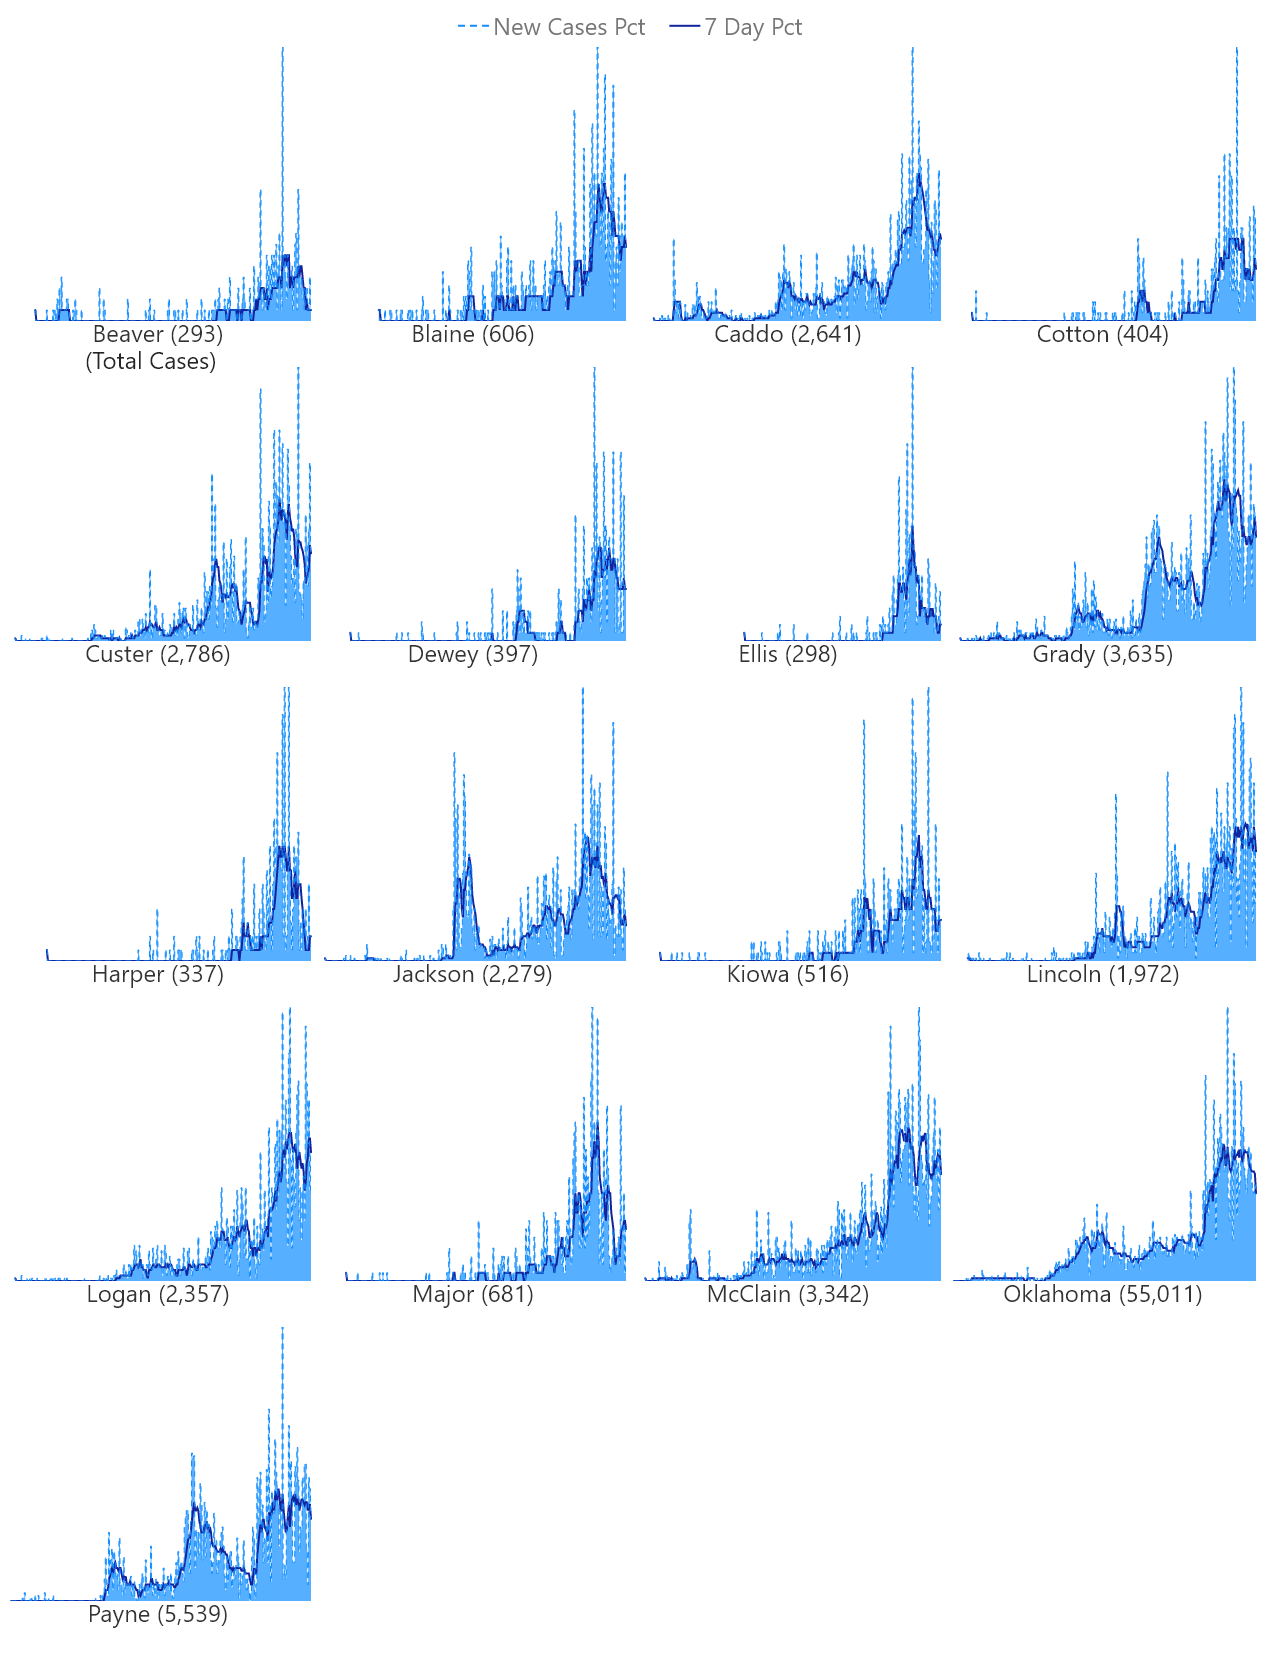 New Cases Pct 7 Day Pct
Beaver (293) Blaine (606) Caddo (2,641) Cotton (404)
(Total Cases)
Custer (2,786) Dewey (397) Ellis (298) Grady (3,635)
Harper (337) Jackson (2,279) Kiowa (516) Lincoln (1,972)
Logan (2,357) Major (681) McClain (3,342) Oklahoma (55,011)
Payne (5,539)